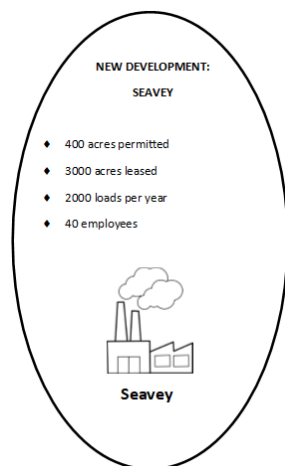 NEW DEVELOPMENT:
SEAVEY
♦ 400 acres permitted
♦ 3000 acres leased
♦ 2000 loads per year
♦ 40 employees
Seavey